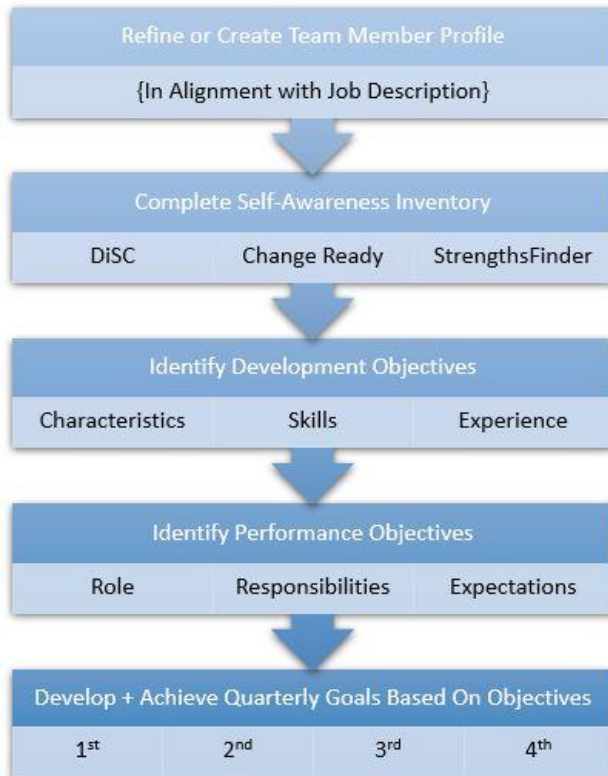 Refine or Create Team Member Profile
{In Alignment with Job Description}
Complete Self-Awareness Inventory
DiSC Change Ready StrengthsFinder
Identify Development Objectives
Characteristics Skills Experience
Identify Performance Objectives
Role Responsibilities Expectations
Develop + Achieve Quarterly Goals Based On Objectives
1st 2nd 3rd 4th